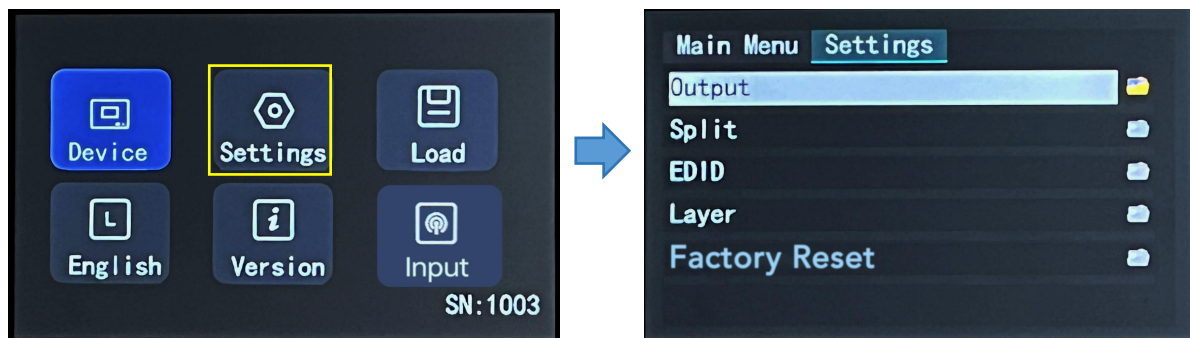 Device Settings Load
English Version Input
SN:1003
Main Menu Settings
Output
Split
EDID
Layer
Factory Reset